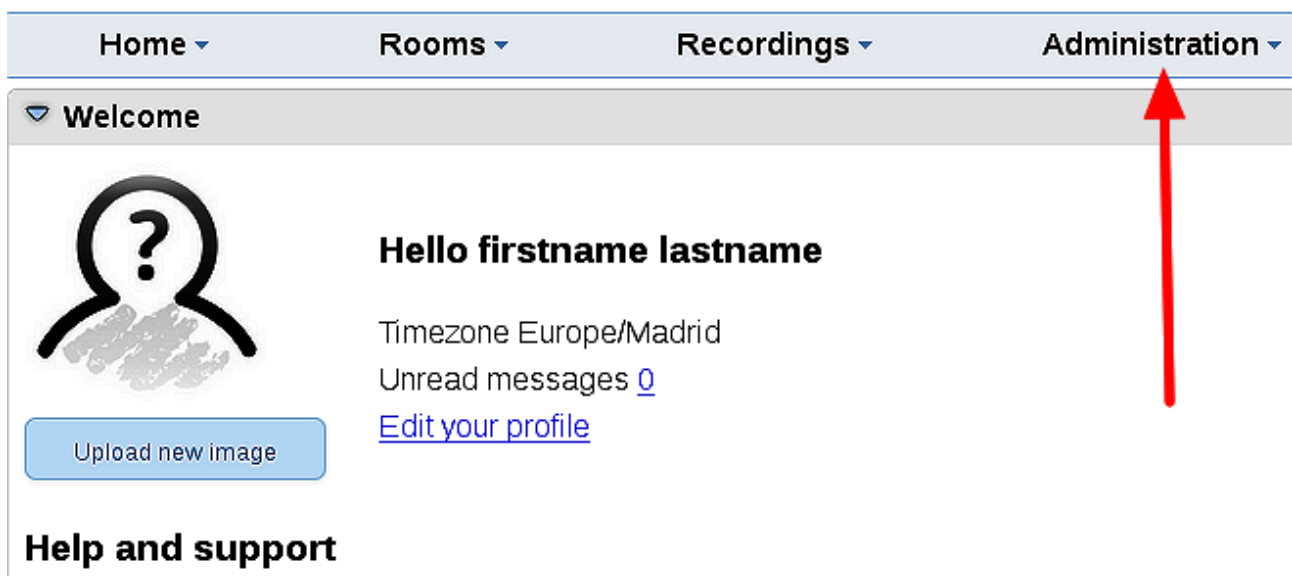 Home Rooms Recordings Administration
Welcome
?
Hello firstname lastname
Timezone Europe/Madrid
Unread messages 0
Edit your profile
Upload new image
Help and support